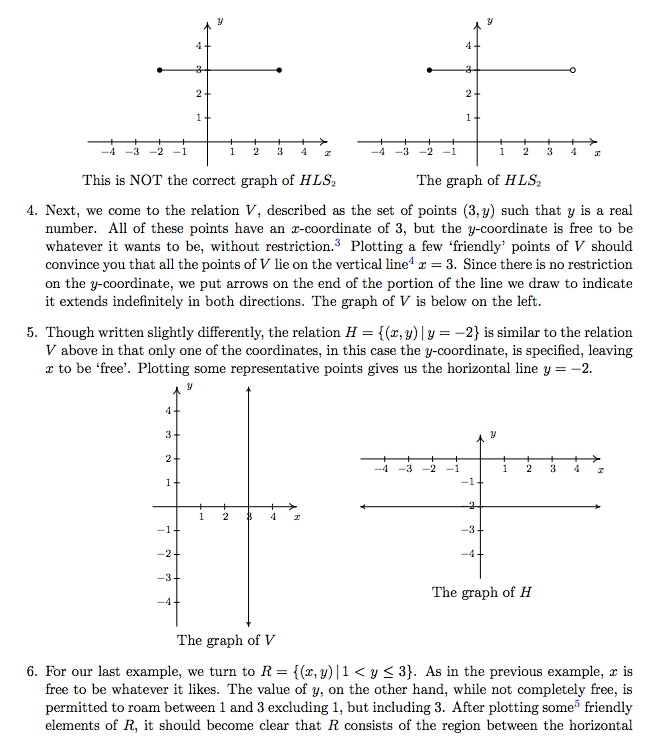 y y
4 4
3 3
2 2
1 1
−4 −3 −2 −1 1 2 3 4 x −4 −3 −2 −1 1 2 3 4 x
This is NOT the correct graph of HLS₂ The graph of HLS₂
4. Next, we come to the relation V, described as the set of points (3, y) such that y is a real
number. All of these points have an x-coordinate of 3, but the y-coordinate is free to be
whatever it wants to be, without restriction.³ Plotting a few ‘friendly’ points of V should
convince you that all the points of V lie on the vertical line⁴ x = 3. Since there is no restriction
on the y-coordinate, we put arrows on the end of the portion of the line we draw to indicate
it extends indefinitely in both directions. The graph of V is below on the left.
5. Though written slightly differently, the relation H = {(x, y) | y = −2} is similar to the relation
V above in that only one of the coordinates, in this case the y-coordinate, is specified, leaving
x to be ‘free’. Plotting some representative points gives us the horizontal line y = −2.
y
4
3
2
1
1 2 3 4 x
−1
−2
−3
−4
The graph of V
y
−4 −3 −2 −1 1 2 3 4 x
−1
−2
−3
−4
The graph of H
6. For our last example, we turn to R = {(x, y) | 1 < y ≤ 3}. As in the previous example, x is
free to be whatever it likes. The value of y, on the other hand, while not completely free, is
permitted to roam between 1 and 3 excluding 1, but including 3. After plotting some⁵ friendly
elements of R, it should become clear that R consists of the region between the horizontal